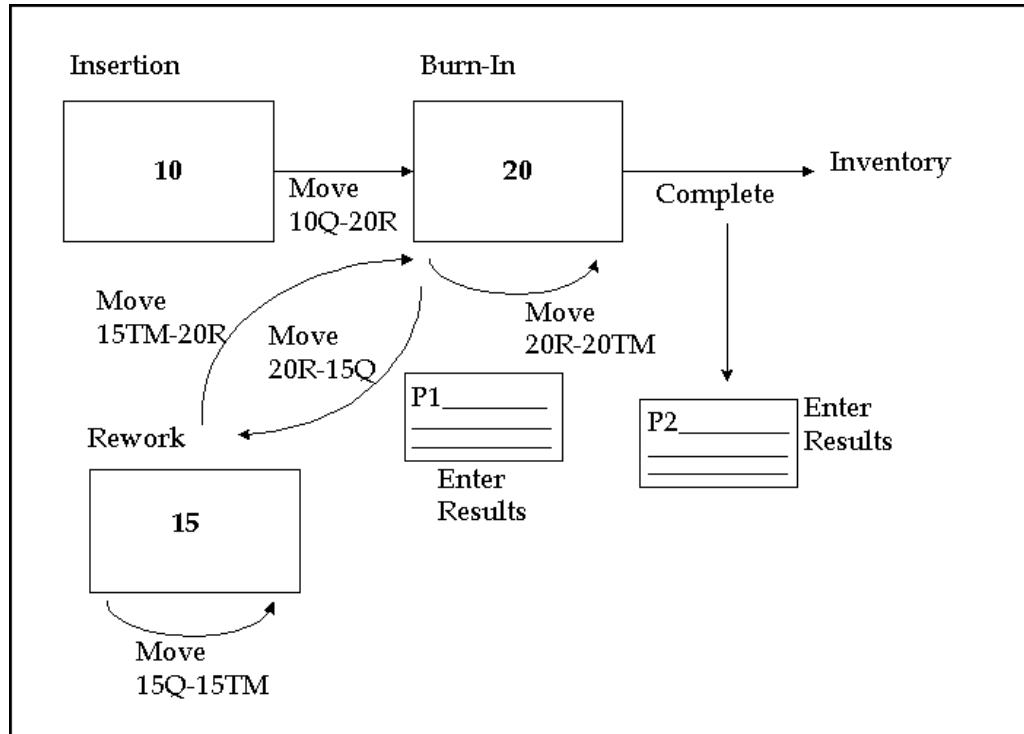 Insertion
Burn-In
10
20
Inventory
Move
10Q-20R
Complete
Move
15TM-20R
Move
20R-15Q
Move
20R-20TM
P1
Enter
Results
P2
Enter
Results
Rework
15
Move
15Q-15TM